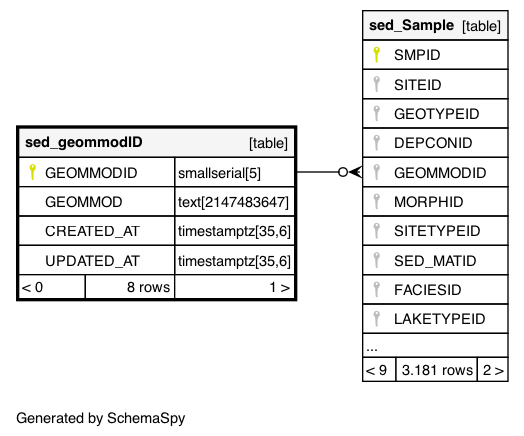 sed_Sample [table]
SMPID
SITEID
GEOTYPEID
DEPCONID
GEOMMODID
MORPHID
SITETYPEID
SED_MATID
FACIESID
LAKETYPEID
...
< 9 3.181 rows 2 >
sed_geommodID [table]
GEOMMODID smallserial[5]
GEOMMOD text[2147483647]
CREATED_AT timestamptz[35,6]
UPDATED_AT timestamptz[35,6]
< 0 8 rows 1 >
Generated by SchemaSpy